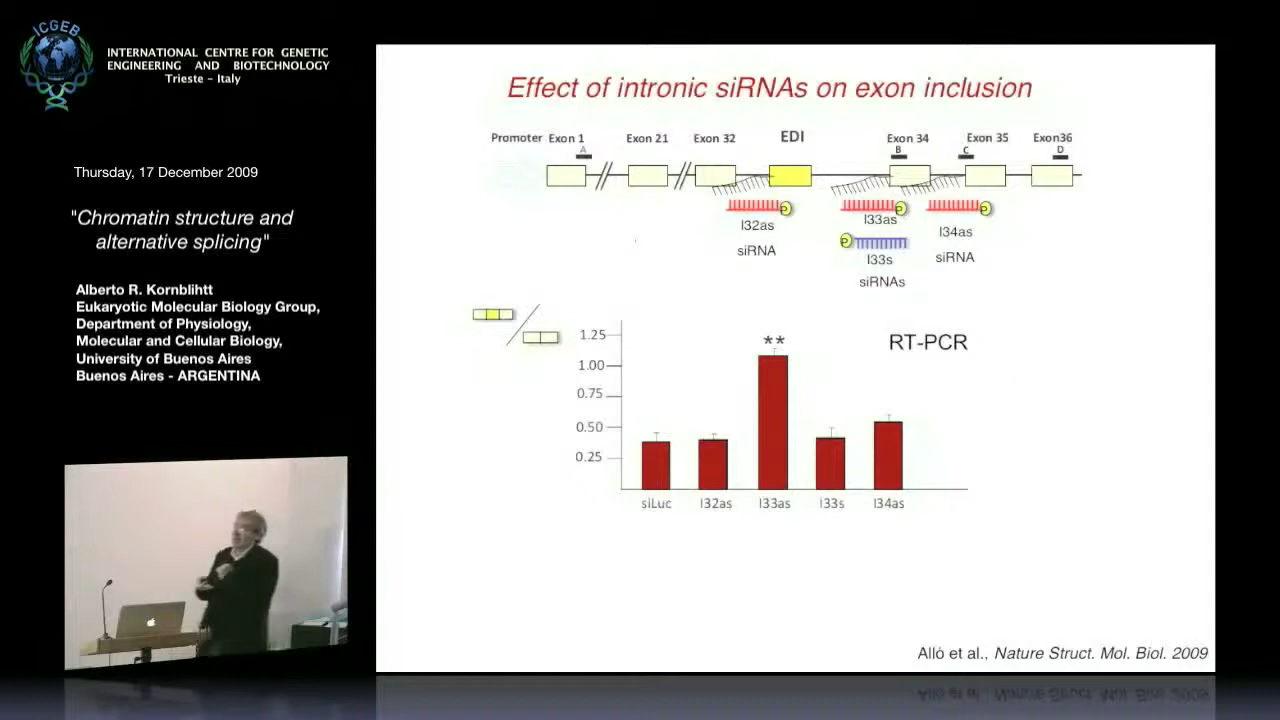 ICGEB
INTERNATIONAL CENTRE FOR GENETIC
ENGINEERING AND BIOTECHNOLOGY
Trieste - Italy
Thursday, 17 December 2009
"Chromatin structure and
alternative splicing"
Alberto R. Kornblihtt
Eukaryotic Molecular Biology Group,
Department of Physiology,
Molecular and Cellular Biology,
University of Buenos Aires
Buenos Aires - ARGENTINA
Effect of intronic siRNAs on exon inclusion
Promoter Exon 1 Exon 21 Exon 32 EDI Exon 34 Exon 35 Exon36
A B C D
P P P
I32as I33as I34as
siRNA P siRNA
I33s
siRNAs
1.25
1.00
0.75
0.50
0.25
**
RT-PCR
siLuc I32as I33as I33s I34as
Allò et al., Nature Struct. Mol. Biol. 2009